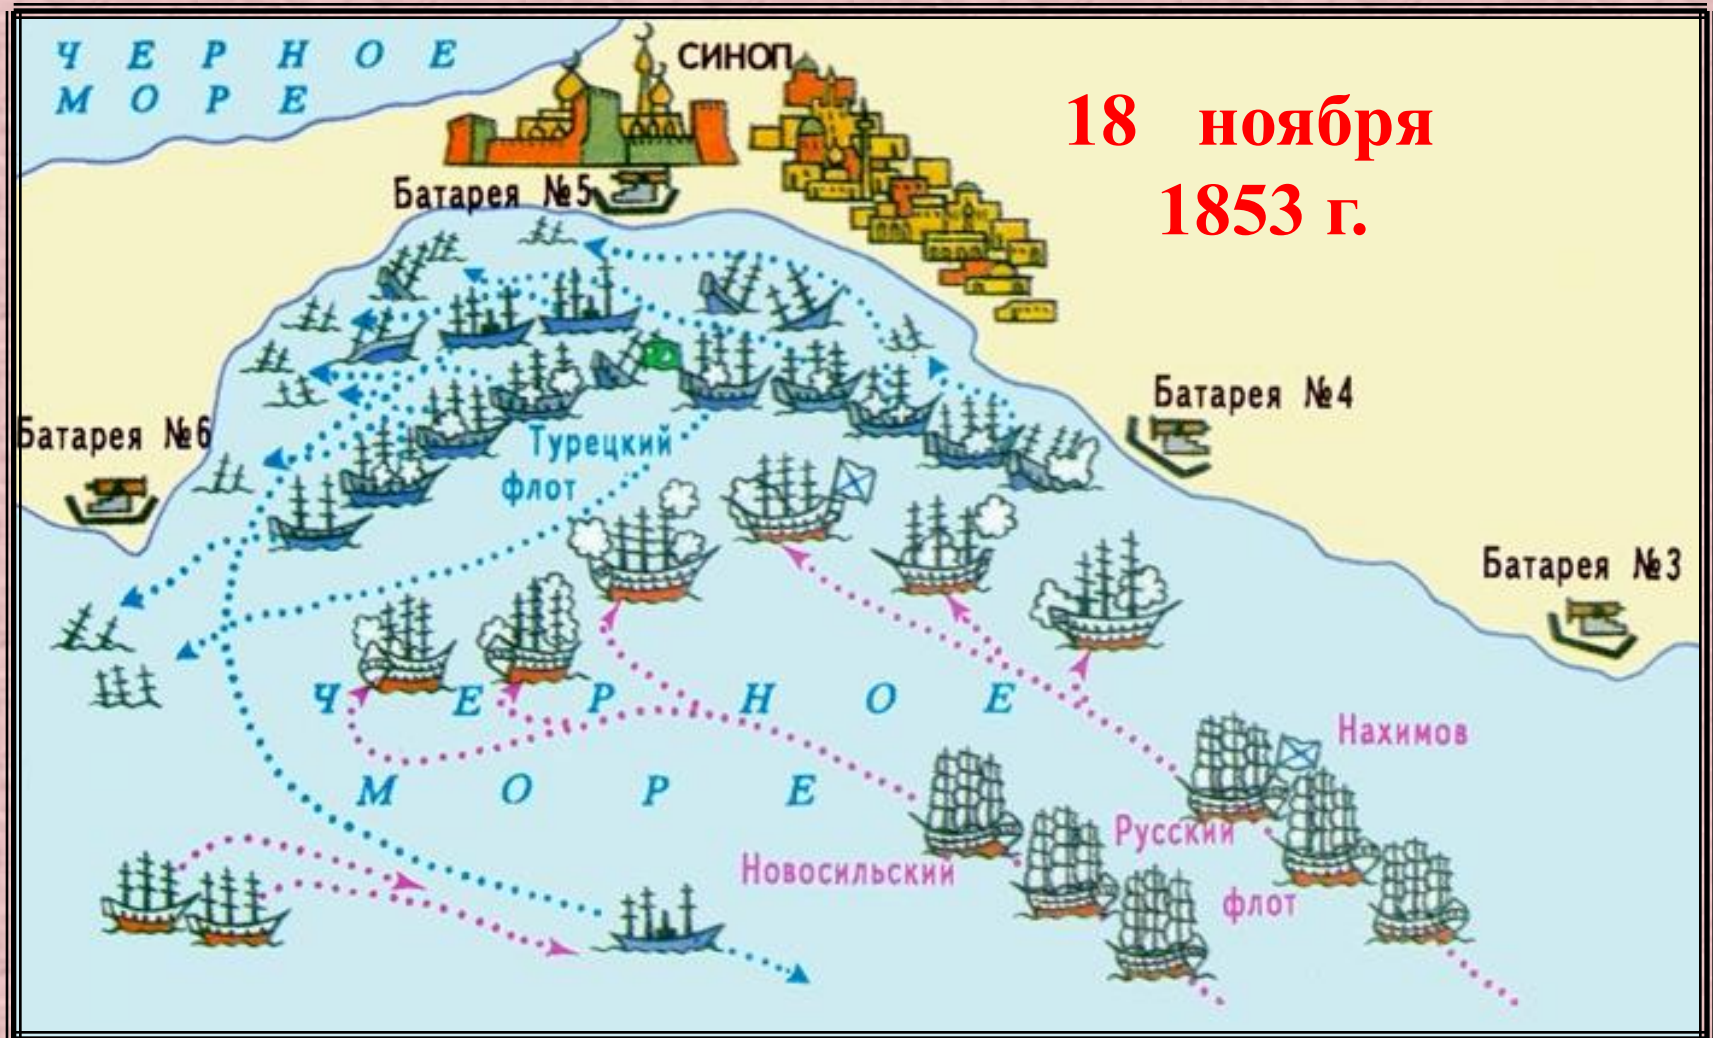 ЧЕРНОЕ
МОРЕ
СИНОП
18 ноября
1853 г.
Батарея №5
Батарея №4
Батарея №6
Турецкий
флот
Батарея №3
ЧЕРНОЕ
МОРЕ
Нахимов
Русский
флот
Новосильский